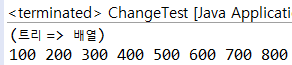 <terminated> ChangeTest [Java Applicati
(트리 => 배열)
100 200 300 400 500 600 700 800